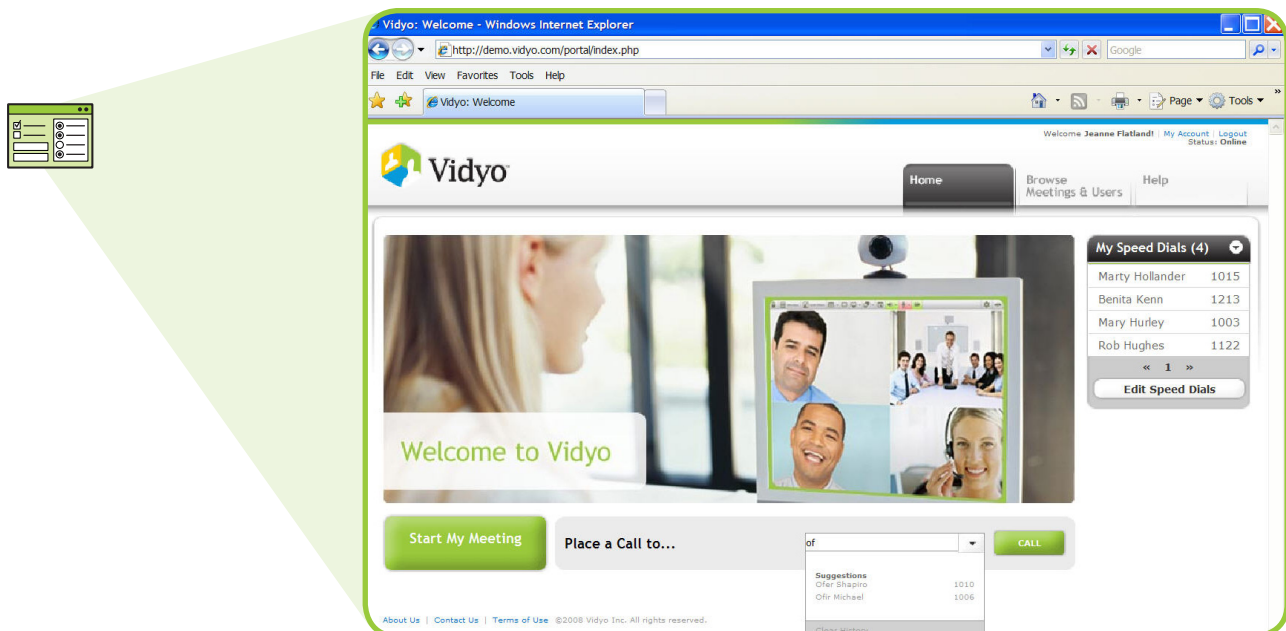 Vidyo: Welcome - Windows Internet Explorer
http://demo.vidyo.com/portal/index.php
Google
File Edit View Favorites Tools Help
Vidyo: Welcome
Page Tools
Welcome Jeanne Flatland! | My Account | Logout
Status: Online
Vidyo
Home
Browse
Meetings & Users
Help
My Speed Dials (4)
Marty Hollander 1015
Benita Kenn 1213
Mary Hurley 1003
Rob Hughes 1122
« 1 »
Edit Speed Dials
Welcome to Vidyo
Start My Meeting
Place a Call to...
of
CALL
Suggestions
Ofer Shapiro 1010
Ofir Michael 1006
Clear History
About Us | Contact Us | Terms of Use ©2008 Vidyo Inc. All rights reserved.